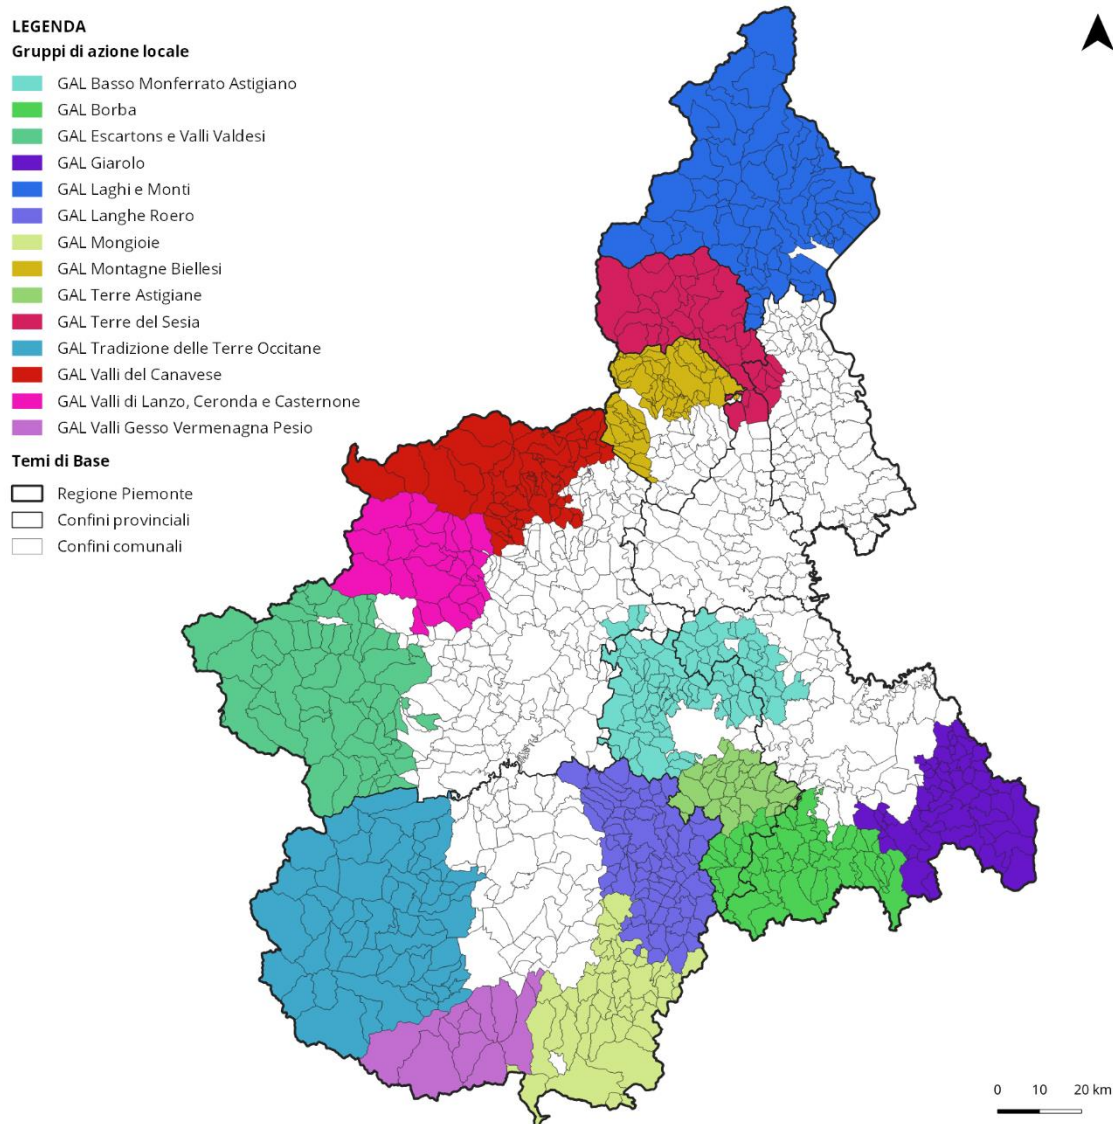 LEGENDA
Gruppi di azione locale
GAL Basso Monferrato Astigiano
GAL Borba
GAL Escartons e Valli Valdesi
GAL Giarolo
GAL Laghi e Monti
GAL Langhe Roero
GAL Mongioie
GAL Montagne Biellesi
GAL Terre Astigiane
GAL Terre del Sesia
GAL Tradizione delle Terre Occitane
GAL Valli del Canavese
GAL Valli di Lanzo, Ceronda e Casternone
GAL Valli Gesso Vermenagna Pesio
Temi di Base
Regione Piemonte
Confini provinciali
Confini comunali
0 10 20 km